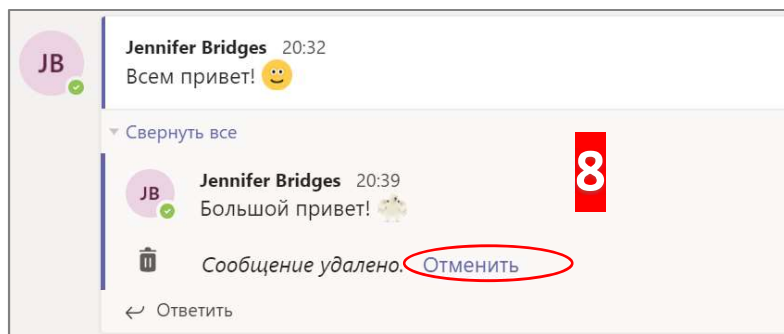 JB
Jennifer Bridges 20:32
Всем привет!
Свернуть все
8
JB
Jennifer Bridges 20:39
Большой привет!
Сообщение удалено. Отменить
Ответить